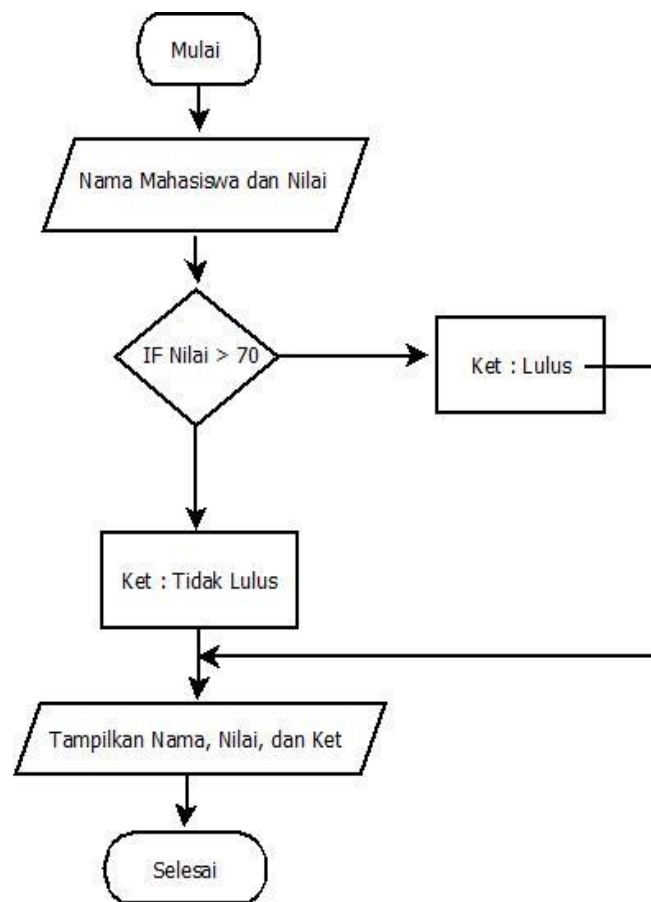 Mulai
Nama Mahasiswa dan Nilai
IF Nilai > 70
Ket : Lulus
Ket : Tidak Lulus
Tampilkan Nama, Nilai, dan Ket
Selesai